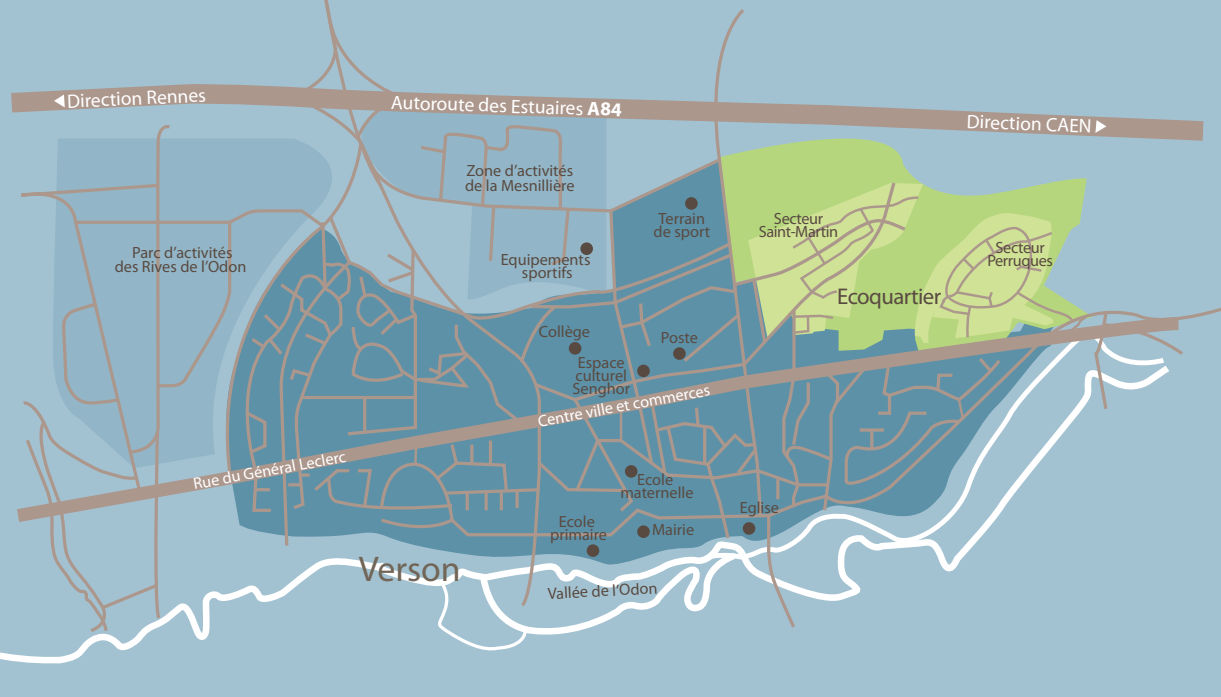 Direction Rennes
Autoroute des Estuaires A84
Direction CAEN
Zone d'activités
de la Mesnillière
Terrain
de sport
Secteur
Saint-Martin
Secteur
Perruques
Parc d'activités
des Rives de l'Odon
Equipements
sportifs
Ecoquartier
Collège
Poste
Espace
culturel
Senghor
Centre ville et commerces
Rue du Général Leclerc
Ecole
maternelle
Eglise
Ecole
primaire
Mairie
Verson
Vallée de l'Odon